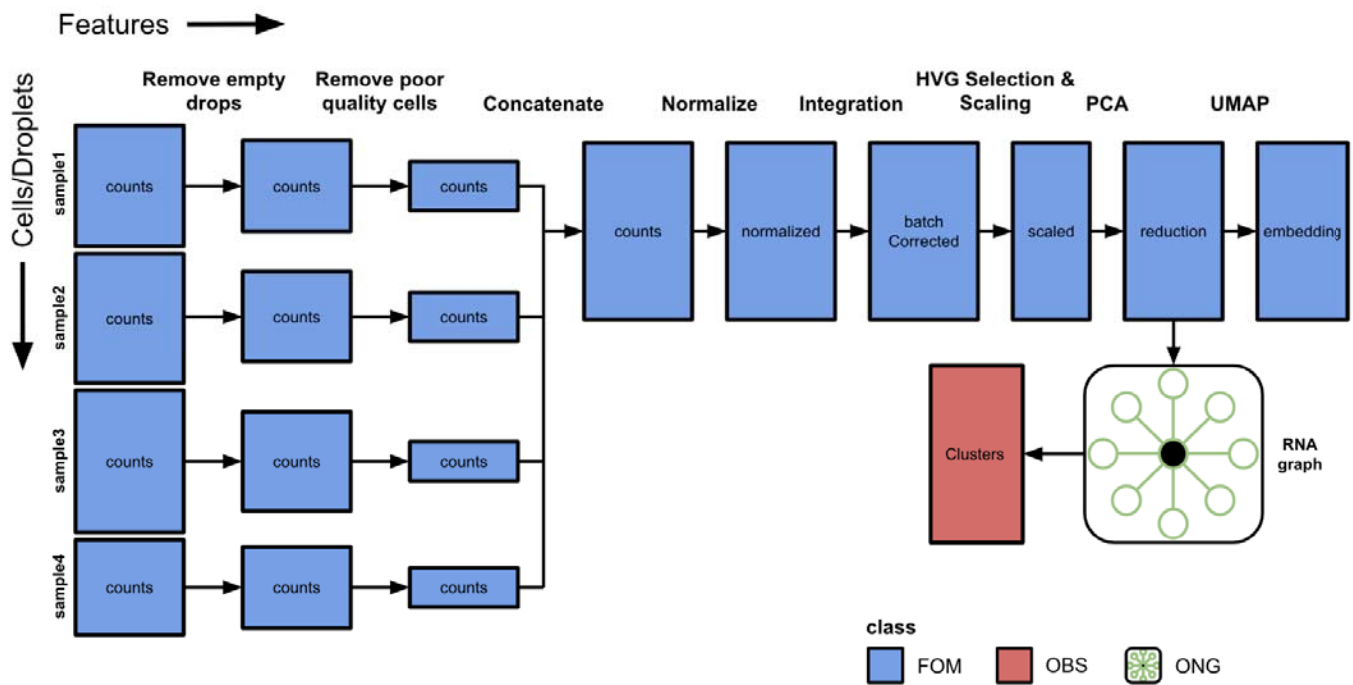 Features
Cells/Droplets
Remove empty
drops
Remove poor
quality cells
Concatenate
Normalize
Integration
HVG Selection &
Scaling
PCA
UMAP
sample1
counts
counts
counts
counts
normalized
batch
Corrected
scaled
reduction
embedding
sample2
counts
counts
counts
sample3
counts
counts
counts
Clusters
RNA
graph
sample4
counts
counts
counts
class
FOM
OBS
ONG